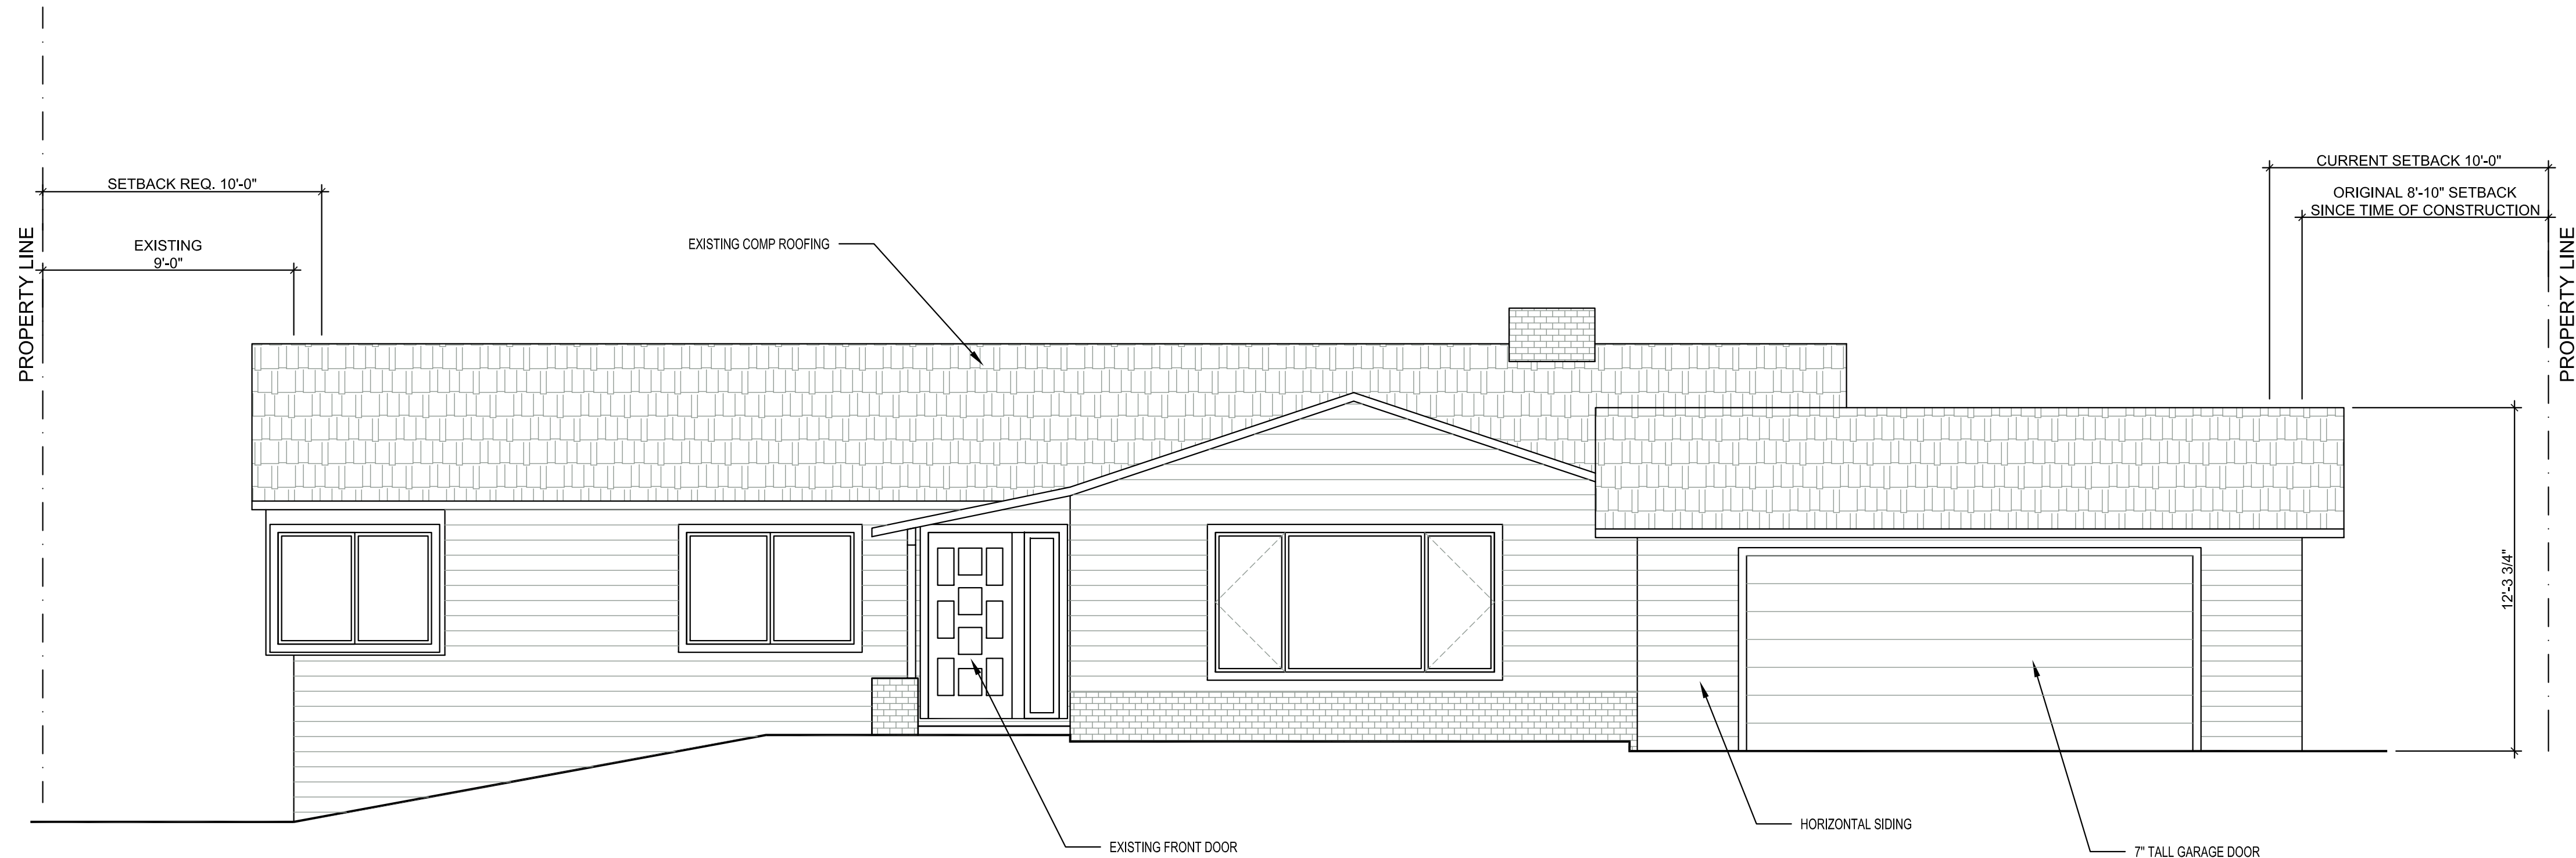 SETBACK REQ. 10'-0"
EXISTING
9'-0"
PROPERTY LINE
EXISTING COMP ROOFING
CURRENT SETBACK 10'-0"
ORIGINAL 8'-10" SETBACK
SINCE TIME OF CONSTRUCTION
PROPERTY LINE
12'-3 3/4"
HORIZONTAL SIDING
EXISTING FRONT DOOR
7" TALL GARAGE DOOR